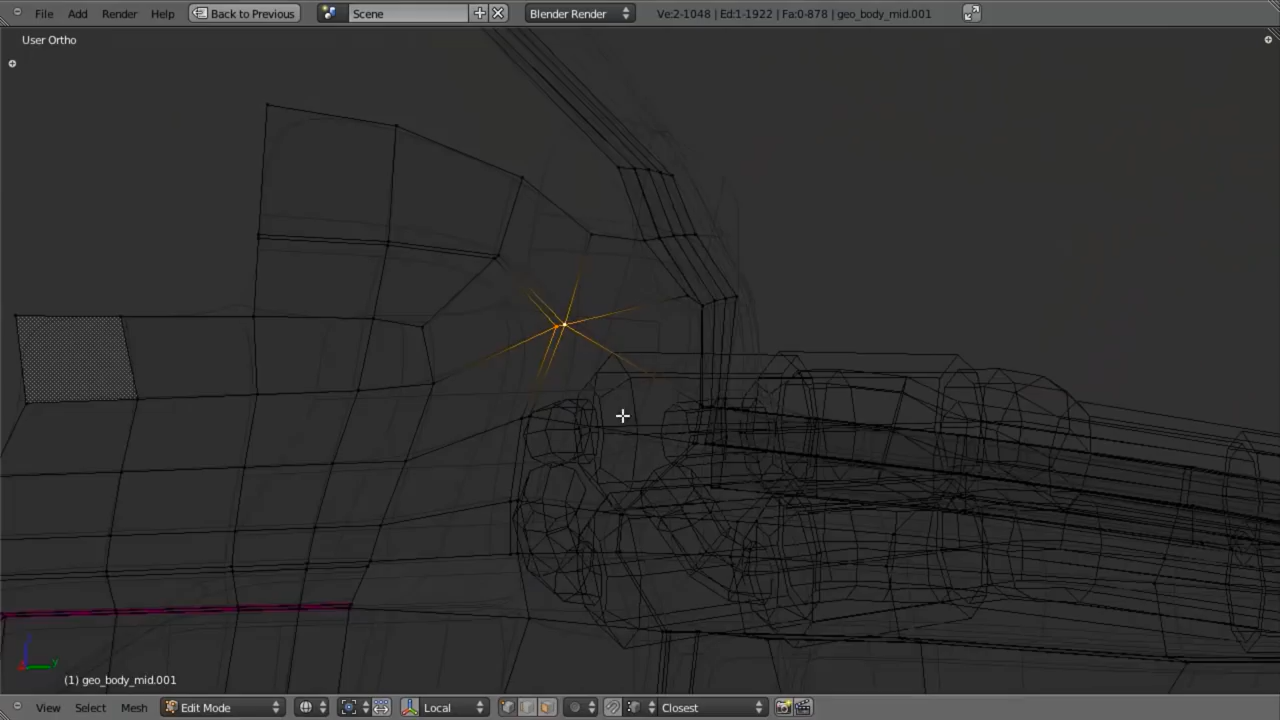 File Add Render Help Back to Previous Scene Blender Render Ve:2-1048 | Ed:1-1922 | Fa:0-878 | geo_body_mid.001
User Ortho
z
y
(1) geo_body_mid.001
View Select Mesh Edit Mode Local Closest